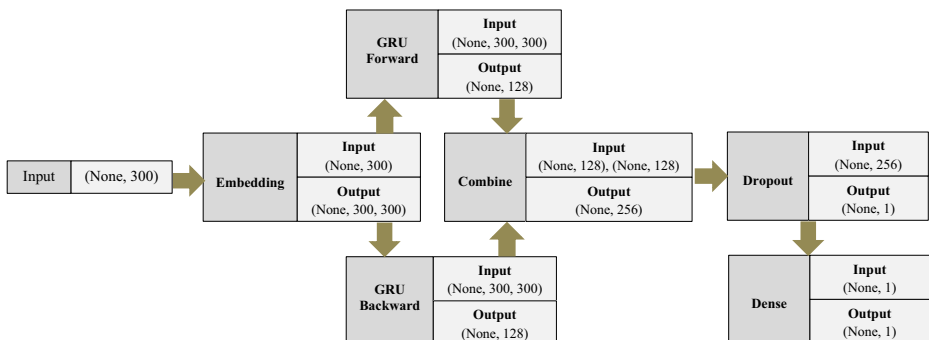 Input
(None, 300)
Embedding
Input
(None, 300)
Output
(None, 300, 300)
GRU
Forward
Input
(None, 300, 300)
Output
(None, 128)
GRU
Backward
Input
(None, 300, 300)
Output
(None, 128)
Combine
Input
(None, 128), (None, 128)
Output
(None, 256)
Dropout
Input
(None, 256)
Output
(None, 1)
Dense
Input
(None, 1)
Output
(None, 1)